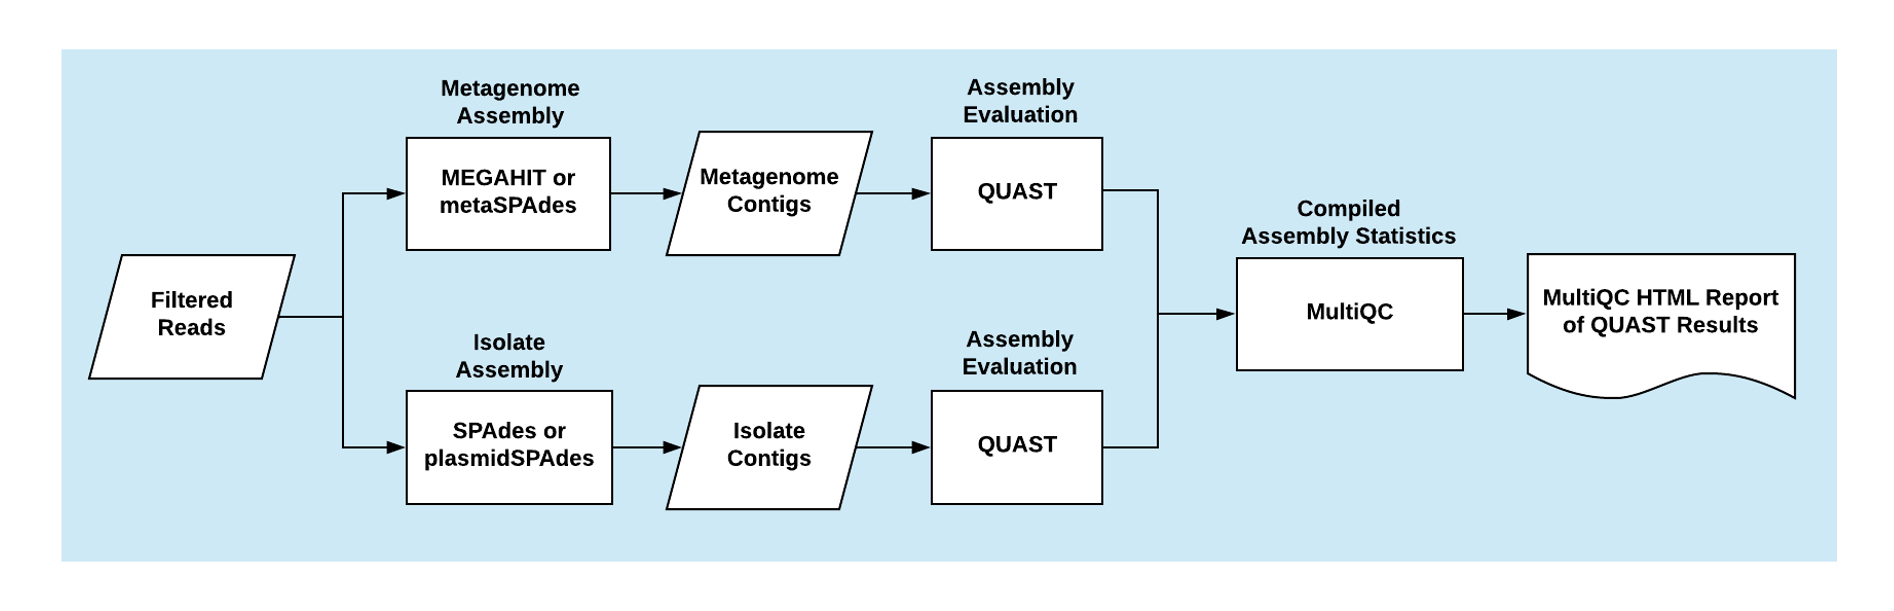 Filtered
Reads
Metagenome
Assembly
MEGAHIT or
metaSPAdes
Metagenome
Contigs
Assembly
Evaluation
QUAST
Isolate
Assembly
SPAdes or
plasmidSPAdes
Isolate
Contigs
Assembly
Evaluation
QUAST
Compiled
Assembly Statistics
MultiQC
MultiQC HTML Report
of QUAST Results